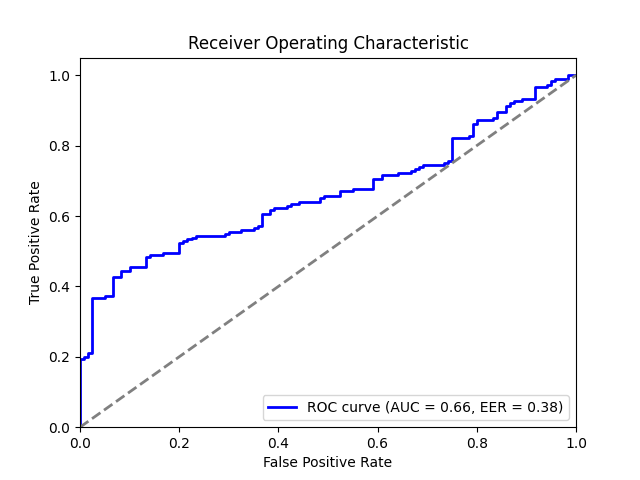 Receiver Operating Characteristic
True Positive Rate
1.0
0.8
0.6
0.4
0.2
0.0
ROC curve (AUC = 0.66, EER = 0.38)
0.0 0.2 0.4 0.6 0.8 1.0
False Positive Rate